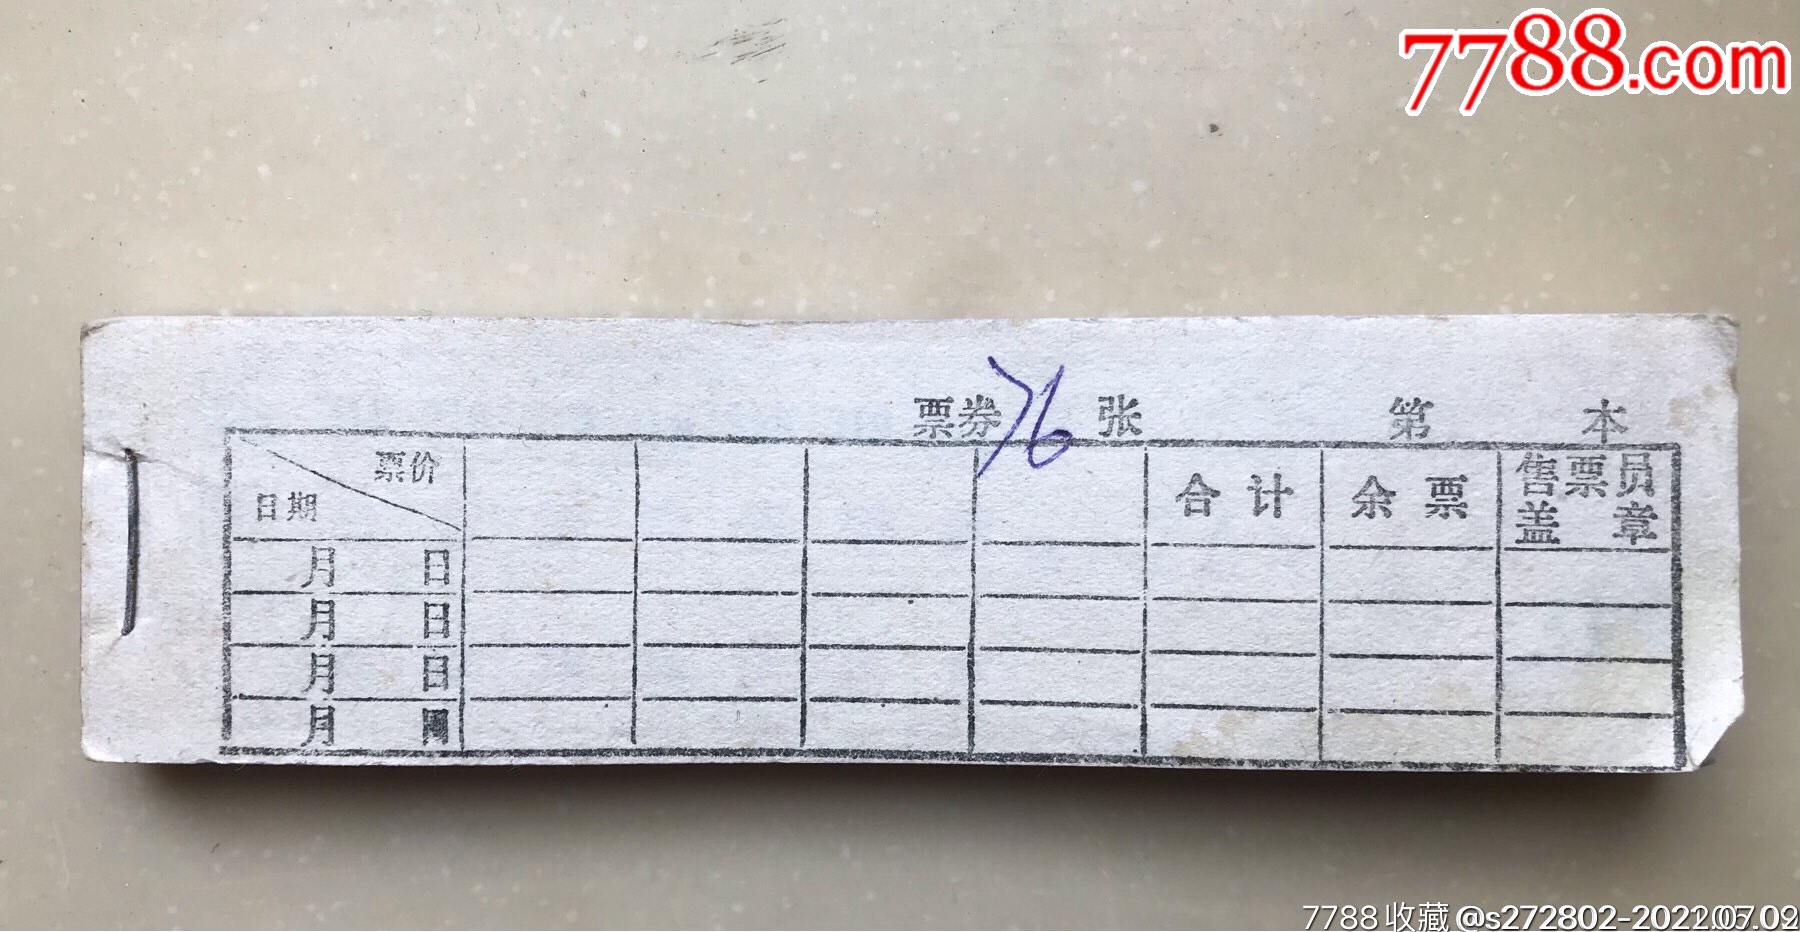 7788.com
票券76张 第 本
票价
日期
合计 余票 售票员盖章
月 日
月 日
月 日
月 日
7788收藏@s272802-2022.07.02